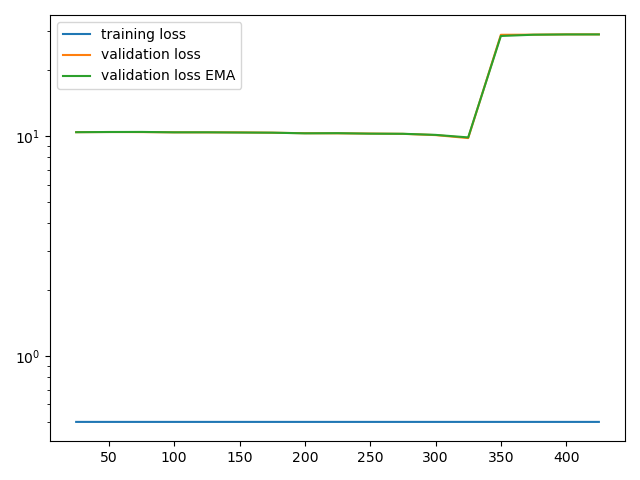 training loss
validation loss
validation loss EMA
10¹
10⁰
50 100 150 200 250 300 350 400